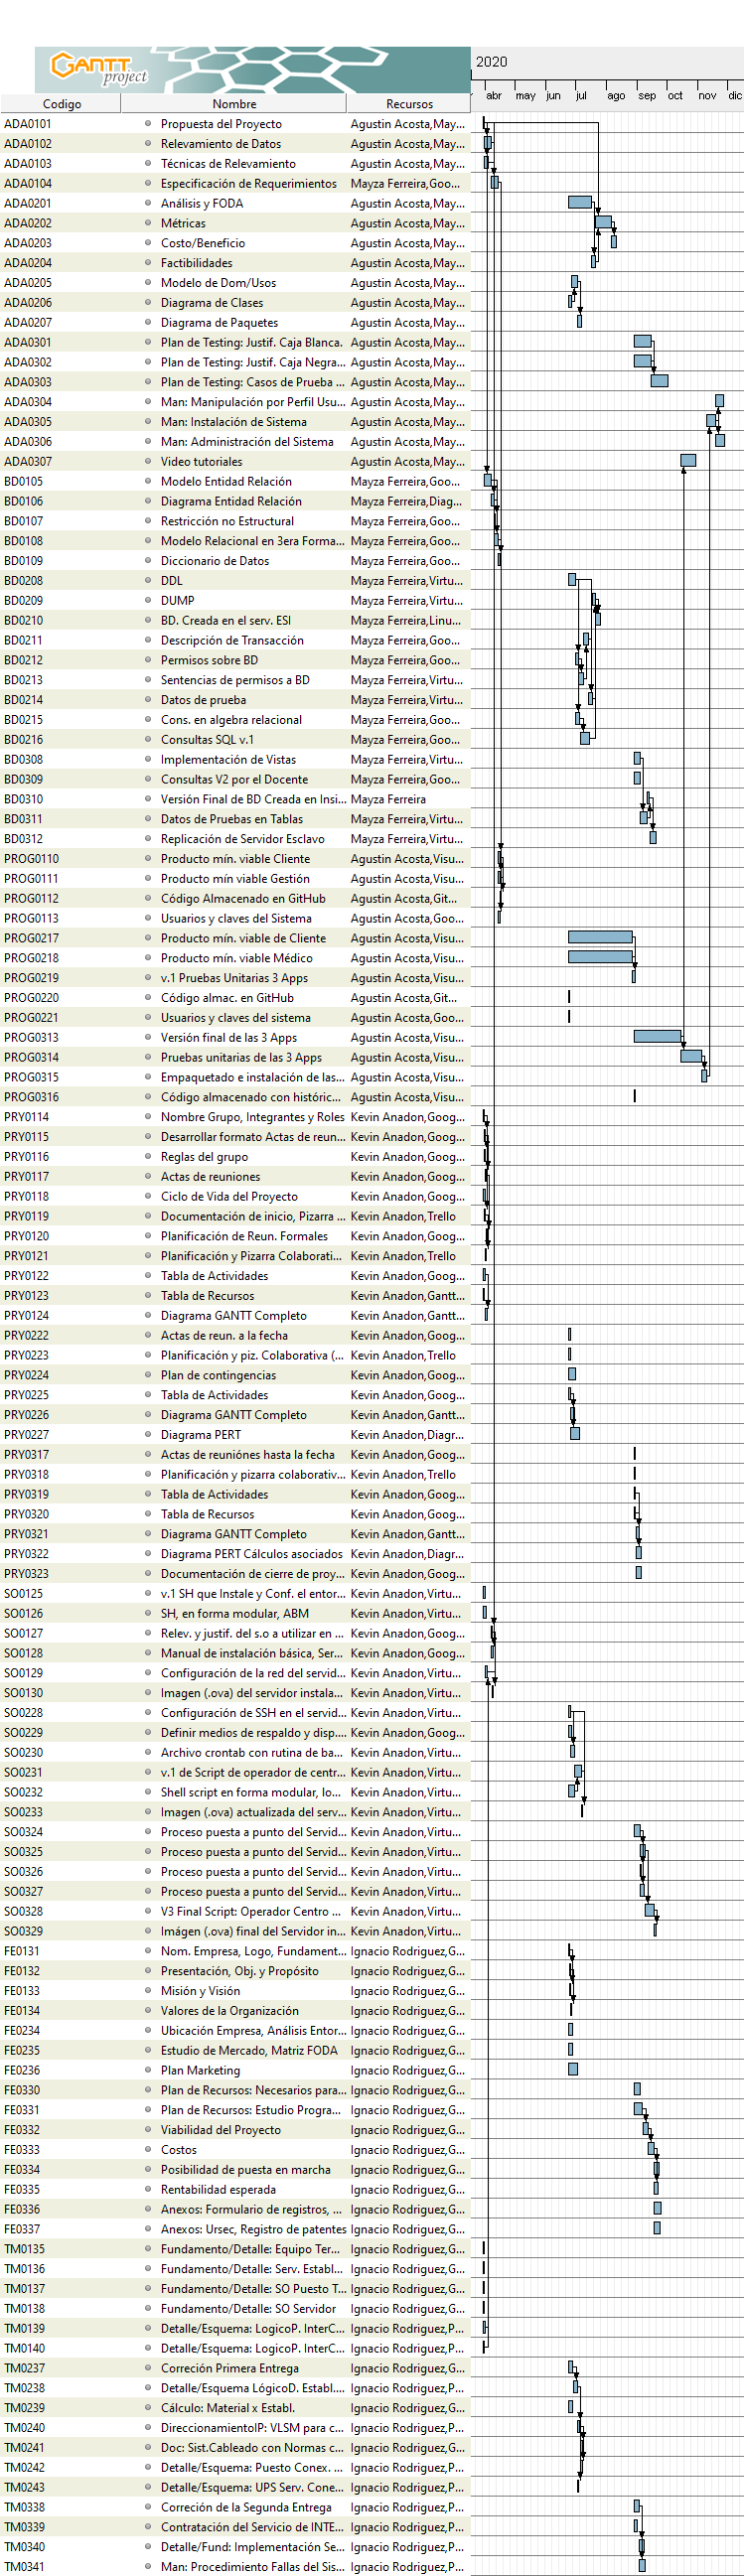 GANTT project
2020
abr may jun jul ago sep oct nov dic
Codigo Nombre Recursos
ADA0101 Propuesta del Proyecto Agustin Acosta,May...
ADA0102 Relevamiento de Datos Agustin Acosta,May...
ADA0103 Técnicas de Relevamiento Agustin Acosta,May...
ADA0104 Especificación de Requerimientos Mayza Ferreira,Goo...
ADA0201 Análisis y FODA Agustin Acosta,May...
ADA0202 Métricas Agustin Acosta,May...
ADA0203 Costo/Beneficio Agustin Acosta,May...
ADA0204 Factibilidades Agustin Acosta,May...
ADA0205 Modelo de Dom/Usos Agustin Acosta,May...
ADA0206 Diagrama de Clases Agustin Acosta,May...
ADA0207 Diagrama de Paquetes Agustin Acosta,May...
ADA0301 Plan de Testing: Justif. Caja Blanca. Agustin Acosta,May...
ADA0302 Plan de Testing: Justif. Caja Negra... Agustin Acosta,May...
ADA0303 Plan de Testing: Casos de Prueba ... Agustin Acosta,May...
ADA0304 Man: Manipulación por Perfil Usu... Agustin Acosta,May...
ADA0305 Man: Instalación de Sistema Agustin Acosta,May...
ADA0306 Man: Administración del Sistema Agustin Acosta,May...
ADA0307 Video tutoriales Agustin Acosta,May...
BD0105 Modelo Entidad Relación Mayza Ferreira,Goo...
BD0106 Diagrama Entidad Relación Mayza Ferreira,Diag...
BD0107 Restricción no Structural Mayza Ferreira,Goo...
BD0108 Modelo Relacional en 3era Forma... Mayza Ferreira,Goo...
BD0109 Diccionario de Datos Mayza Ferreira,Goo...
BD0208 DDL Mayza Ferreira,Virtu...
BD0209 DUMP Mayza Ferreira,Virtu...
BD0210 BD. Creada en el serv. ESI Mayza Ferreira,Linu...
BD0211 Descripción de Transacción Mayza Ferreira,Goo...
BD0212 Permisos sobre BD Mayza Ferreira,Goo...
BD0213 Sentencias de permisos a BD Mayza Ferreira,Virtu...
BD0214 Datos de prueba Mayza Ferreira,Virtu...
BD0215 Cons. en algebra relacional Mayza Ferreira,Goo...
BD0216 Consultas SQL v.1 Mayza Ferreira,Goo...
BD0308 Implementación de Vistas Mayza Ferreira,Virtu...
BD0309 Consultas V2 por el Docente Mayza Ferreira,Goo...
BD0310 Versión Final de BD Creada en Insi... Mayza Ferreira
BD0311 Datos de Pruebas en Tablas Mayza Ferreira,Virtu...
BD0312 Replicación de Servidor Esclavo Mayza Ferreira,Virtu...
PROG0110 Producto mín. viable Cliente Agustin Acosta,Visu...
PROG0111 Producto mín viable Gestión Agustin Acosta,Visu...
PROG0112 Código Almacenado en GitHub Agustin Acosta,Git...
PROG0113 Usuarios y claves del Sistema Agustin Acosta,Goo...
PROG0217 Producto mín. viable de Cliente Agustin Acosta,Visu...
PROG0218 Producto mín. viable Médico Agustin Acosta,Visu...
PROG0219 v.1 Pruebas Unitarias 3 Apps Agustin Acosta,Visu...
PROG0220 Código almac. en GitHub Agustin Acosta,Git...
PROG0221 Usuarios y claves del sistema Agustin Acosta,Goo...
PROG0313 Versión final de las 3 Apps Agustin Acosta,Visu...
PROG0314 Pruebas unitarias de las 3 Apps Agustin Acosta,Visu...
PROG0315 Empaquetado e instalación de las... Agustin Acosta,Visu...
PROG0316 Código almacenado con históric... Agustin Acosta,Visu...
PRY0114 Nombre Grupo, Integrantes y Roles Kevin Anadon,Goog...
PRY0115 Desarrollar formato Actas de reun... Kevin Anadon,Goog...
PRY0116 Reglas del grupo Kevin Anadon,Goog...
PRY0117 Actas de reuniones Kevin Anadon,Goog...
PRY0118 Ciclo de Vida del Proyecto Kevin Anadon,Goog...
PRY0119 Documentación de inicio, Pizarra ... Kevin Anadon,Trello
PRY0120 Planificación de Reun. Formales Kevin Anadon,Goog...
PRY0121 Planificación y Pizarra Colaborati... Kevin Anadon,Trello
PRY0122 Tabla de Actividades Kevin Anadon,Goog...
PRY0123 Tabla de Recursos Kevin Anadon,Gantt...
PRY0124 Diagrama GANTT Completo Kevin Anadon,Gantt...
PRY0222 Actas de reun. a la fecha Kevin Anadon,Goog...
PRY0223 Planificación y piz. Colaborativa (... Kevin Anadon,Trello
PRY0224 Plan de contingencias Kevin Anadon,Goog...
PRY0225 Tabla de Actividades Kevin Anadon,Goog...
PRY0226 Diagrama GANTT Completo Kevin Anadon,Gantt...
PRY0227 Diagrama PERT Kevin Anadon,Diagr...
PRY0317 Actas de reuniónes hasta la fecha Kevin Anadon,Goog...
PRY0318 Planificación y pizarra colaborativ... Kevin Anadon,Trello
PRY0319 Tabla de Actividades Kevin Anadon,Goog...
PRY0320 Tabla de Recursos Kevin Anadon,Goog...
PRY0321 Diagrama GANTT Completo Kevin Anadon,Gantt...
PRY0322 Diagrama PERT Cálculos asociados Kevin Anadon,Diagr...
PRY0323 Documentación de cierre de proy... Kevin Anadon,Goog...
SO0125 v.1 SH que Instale y Conf. el entor... Kevin Anadon,Virtu...
SO0126 SH, en forma modular, ABM Kevin Anadon,Virtu...
SO0127 Relev. y justif. del s.o a utilizar en ... Kevin Anadon,Goog...
SO0128 Manual de instalación básica, Ser... Kevin Anadon,Goog...
SO0129 Configuración de la red del servid... Kevin Anadon,Virtu...
SO0130 Imagen (.ova) del servidor instala... Kevin Anadon,Virtu...
SO0228 Configuración de SSH en el servid... Kevin Anadon,Virtu...
SO0229 Definir medios de respaldo y disp.... Kevin Anadon,Goog...
SO0230 Archivo crontab con rutina de ba... Kevin Anadon,Virtu...
SO0231 v.1 de Script de operador de centr... Kevin Anadon,Virtu...
SO0232 Shell script en forma modular, lo... Kevin Anadon,Virtu...
SO0233 Imagen (.ova) actualizada del serv... Kevin Anadon,Virtu...
SO0324 Proceso puesta a punto del Servid... Kevin Anadon,Virtu...
SO0325 Proceso puesta a punto del Servid... Kevin Anadon,Virtu...
SO0326 Proceso puesta a punto del Servid... Kevin Anadon,Virtu...
SO0327 Proceso puesta a punto del Servid... Kevin Anadon,Virtu...
SO0328 V3 Final Script: Operador Centro ... Kevin Anadon,Virtu...
SO0329 Imágen (.ova) final del Servidor in... Kevin Anadon,Virtu...
FE0131 Nom. Empresa, Logo, Fundament... Ignacio Rodriguez,G...
FE0132 Presentación, Obj. y Propósito Ignacio Rodriguez,G...
FE0133 Misión y Visión Ignacio Rodriguez,G...
FE0134 Valores de la Organización Ignacio Rodriguez,G...
FE0234 Ubicación Empresa, Análisis Entor... Ignacio Rodriguez,G...
FE0235 Estudio de Mercado, Matriz FODA Ignacio Rodriguez,G...
FE0236 Plan Marketing Ignacio Rodriguez,G...
FE0330 Plan de Recursos: Necesarios para... Ignacio Rodriguez,G...
FE0331 Plan de Recursos: Estudio Progra... Ignacio Rodriguez,G...
FE0332 Viabilidad del Proyecto Ignacio Rodriguez,G...
FE0333 Costos Ignacio Rodriguez,G...
FE0334 Posibilidad de puesta en marcha Ignacio Rodriguez,G...
FE0335 Rentabilidad esperada Ignacio Rodriguez,G...
FE0336 Anexos: Formulario de registros, ... Ignacio Rodriguez,G...
FE0337 Anexos: Ursec, Registro de patentes Ignacio Rodriguez,G...
TM0135 Fundamento/Detalle: Equipo Ter... Ignacio Rodriguez,G...
TM0136 Fundamento/Detalle: Serv. Establ... Ignacio Rodriguez,G...
TM0137 Fundamento/Detalle: SO Puesto T... Ignacio Rodriguez,G...
TM0138 Fundamento/Detalle: SO Servidor Ignacio Rodriguez,G...
TM0139 Detalle/Esquema: LogicoP. InterC... Ignacio Rodriguez,P...
TM0140 Detalle/Esquema: LogicoP. InterC... Ignacio Rodriguez,P...
TM0237 Correción Primera Entrega Ignacio Rodriguez,G...
TM0238 Detalle/Esquema LógicoD. Establ.... Ignacio Rodriguez,P...
TM0239 Cálculo: Material x Establ. Ignacio Rodriguez,G...
TM0240 DireccionamientoIP: VLSM para c... Ignacio Rodriguez,P...
TM0241 Doc: Sist.Cableado con Normas c... Ignacio Rodriguez,G...
TM0242 Detalle/Esquema: Puesto Conex. ... Ignacio Rodriguez,P...
TM0243 Detalle/Esquema: UPS Serv. Cone... Ignacio Rodriguez,P...
TM0338 Correción de la Segunda Entrega Ignacio Rodriguez,P...
TM0339 Contratación del Servicio de INTE... Ignacio Rodriguez,P...
TM0340 Detalle/Fund: Implementación Se... Ignacio Rodriguez,P...
TM0341 Man: Procedimiento Fallas del Sis... Ignacio Rodriguez,P...